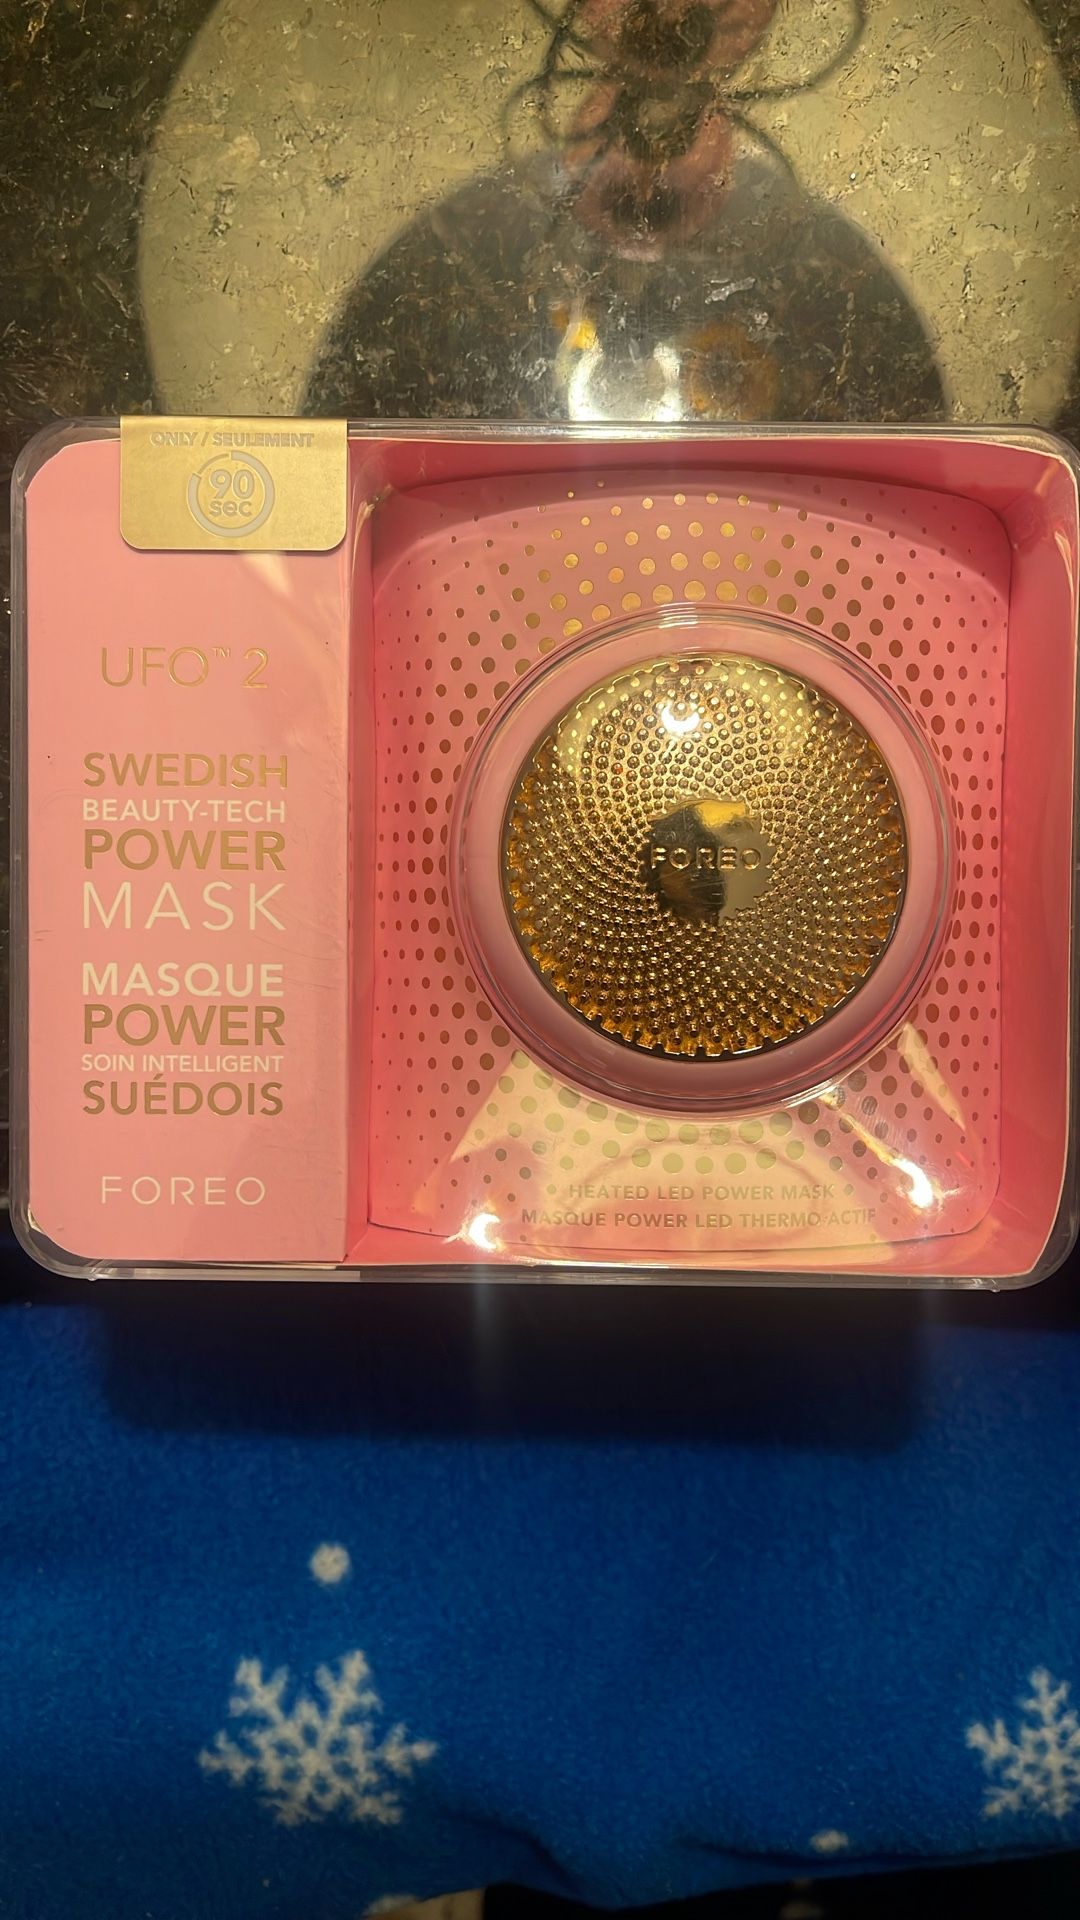 ONLY / SEULEMENT
90
sec
UFO™ 2
SWEDISH
BEAUTY-TECH
POWER
MASK
MASQUE
POWER
SOIN INTELLIGENT
SUÉDOIS
FOREO
FOREO
HEATED LED POWER MASK
MASQUE POWER LED THERMO-ACTIF